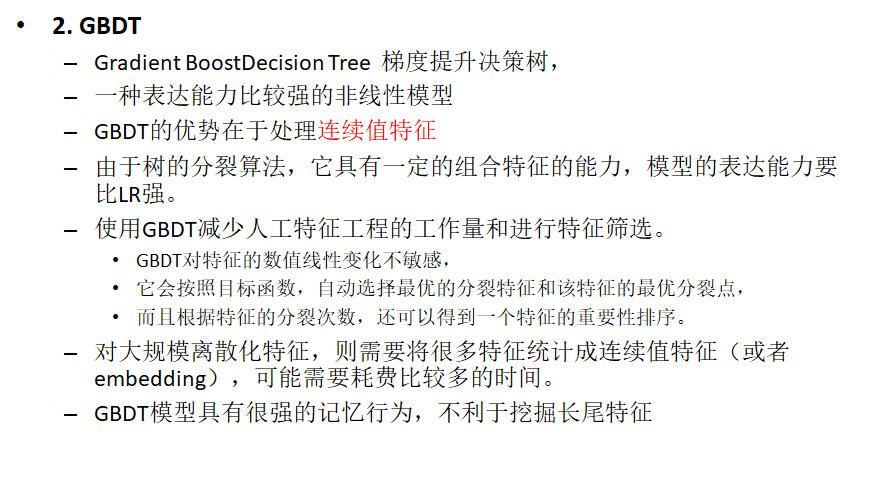 • 2. GBDT
– Gradient BoostDecision Tree 梯度提升决策树，
– 一种表达能力比较强的非线性模型
– GBDT的优势在于处理连续值特征
– 由于树的分裂算法，它具有一定的组合特征的能力，模型的表达能力要
比LR强。
– 使用GBDT减少人工特征工程的工作量和进行特征筛选。
• GBDT对特征的数值线性变化不敏感，
• 它会按照目标函数，自动选择最优的分裂特征和该特征的最优分裂点，
• 而且根据特征的分裂次数，还可以得到一个特征的重要性排序。
– 对大规模离散化特征，则需要将很多特征统计成连续值特征（或者
embedding），可能需要耗费比较多的时间。
– GBDT模型具有很强的记忆行为，不利于挖掘长尾特征